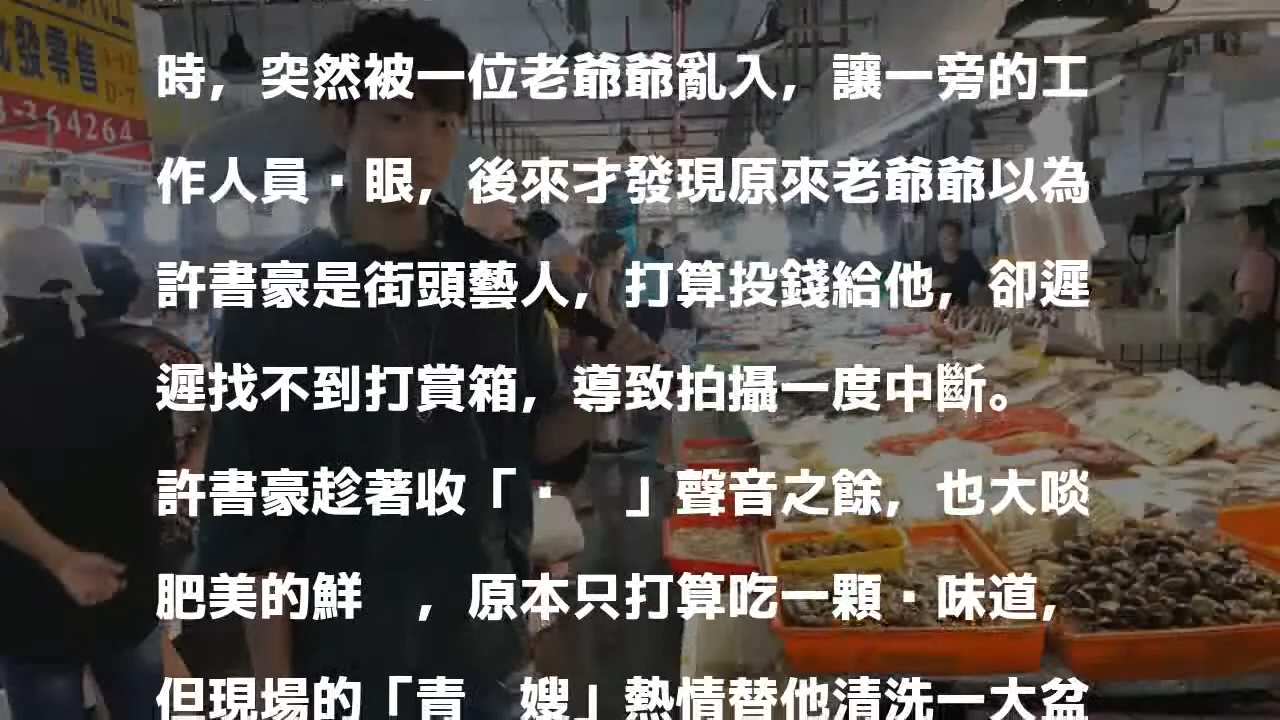 發零售
364264
時，突然被一位老爺爺亂入，讓一旁的工
作人員·眼，後來才發現原來老爺爺以為
許書豪是街頭藝人，打算投錢給他，卻遲
遲找不到打賞箱，導致拍攝一度中斷。
許書豪趁著收「·　」聲音之餘，也大啖
肥美的鮮　，原本只打算吃一顆·味道，
但現場的「青　嫂」熱情替他清洗一大盆